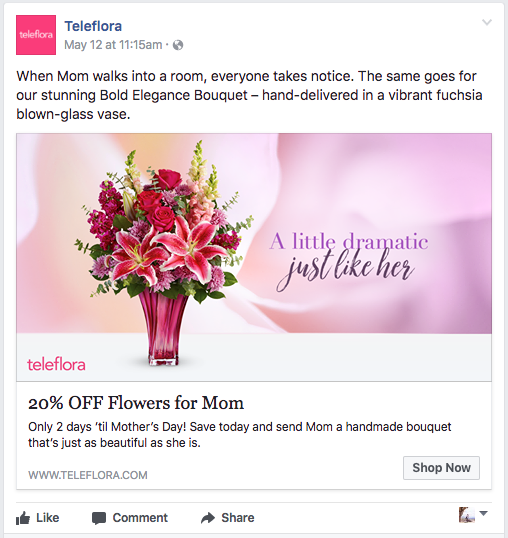 teleflora
Teleflora
May 12 at 11:15am ·
When Mom walks into a room, everyone takes notice. The same goes for
our stunning Bold Elegance Bouquet – hand-delivered in a vibrant fuchsia
blown-glass vase.
A little dramatic
just like her
teleflora
20% OFF Flowers for Mom
Only 2 days ’til Mother’s Day! Save today and send Mom a handmade bouquet
that’s just as beautiful as she is.
WWW.TELEFLORA.COM
Shop Now
Like Comment Share